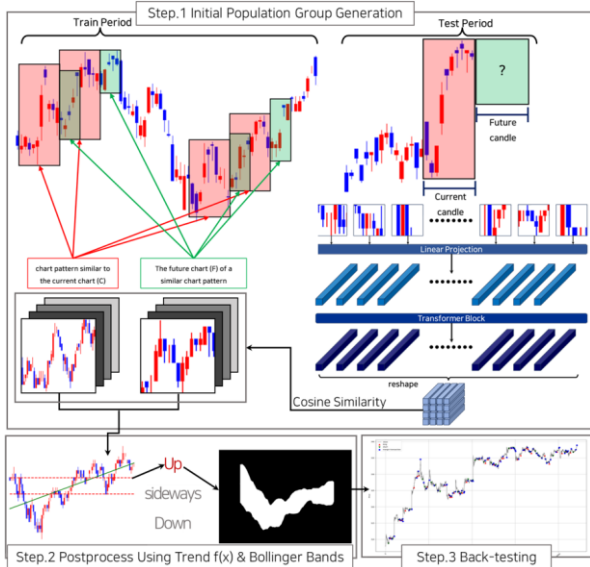 Step.1 Initial Population Group Generation
Train Period
Test Period
?
Future
candle
Current
candle
Linear Projection
chart pattern similar to
the current chart (C)
The future chart (F) of a
similar chart pattern
Transformer Block
reshape
Cosine Similarity
Up
sideways
Down
Step.2 Postprocess Using Trend f(x) & Bollinger Bands
Step.3 Back-testing